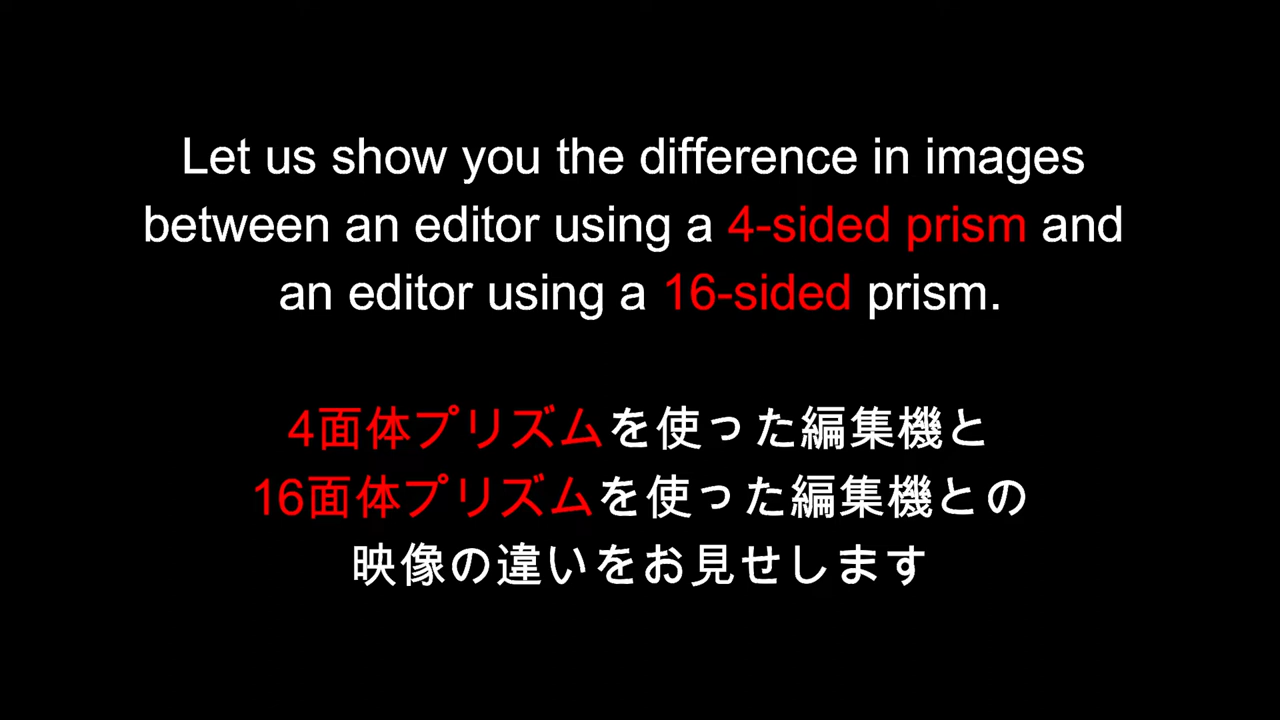 Let us show you the difference in images
between an editor using a 4-sided prism and
an editor using a 16-sided prism.
4面体プリズムを使った編集機と
16面体プリズムを使った編集機との
映像の違いをお見せします